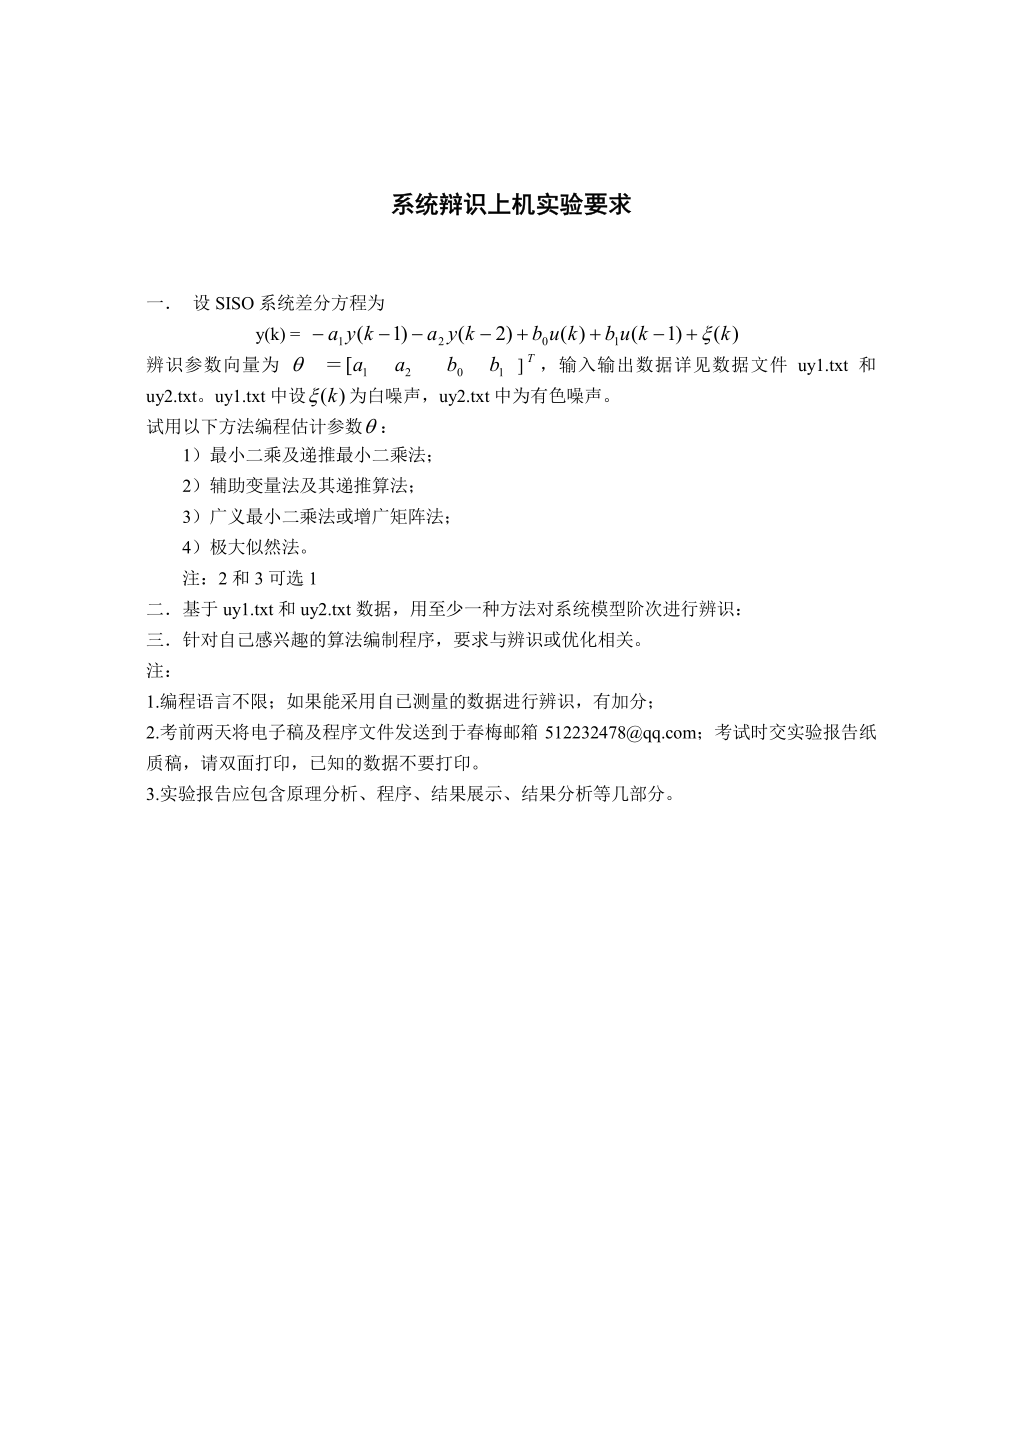 系统辩识上机实验要求
一． 设 SISO 系统差分方程为
y(k) = − a₁y(k − 1) − a₂y(k − 2) + b₀u(k) + b₁u(k − 1) + ξ(k)
辨识参数向量为 θ =[a₁ a₂ b₀ b₁ ]ᵀ，输入输出数据详见数据文件 uy1.txt 和
uy2.txt。uy1.txt 中设ξ(k)为白噪声，uy2.txt 中为有色噪声。
试用以下方法编程估计参数θ：
1）最小二乘及递推最小二乘法；
2）辅助变量法及其递推算法；
3）广义最小二乘法或增广矩阵法；
4）极大似然法。
注：2 和 3 可选 1
二．基于 uy1.txt 和 uy2.txt 数据，用至少一种方法对系统模型阶次进行辨识：
三．针对自己感兴趣的算法编制程序，要求与辨识或优化相关。
注：
1.编程语言不限；如果能采用自已测量的数据进行辨识，有加分；
2.考前两天将电子稿及程序文件发送到于春梅邮箱 512232478@qq.com；考试时交实验报告纸
质稿，请双面打印，已知的数据不要打印。
3.实验报告应包含原理分析、程序、结果展示、结果分析等几部分。